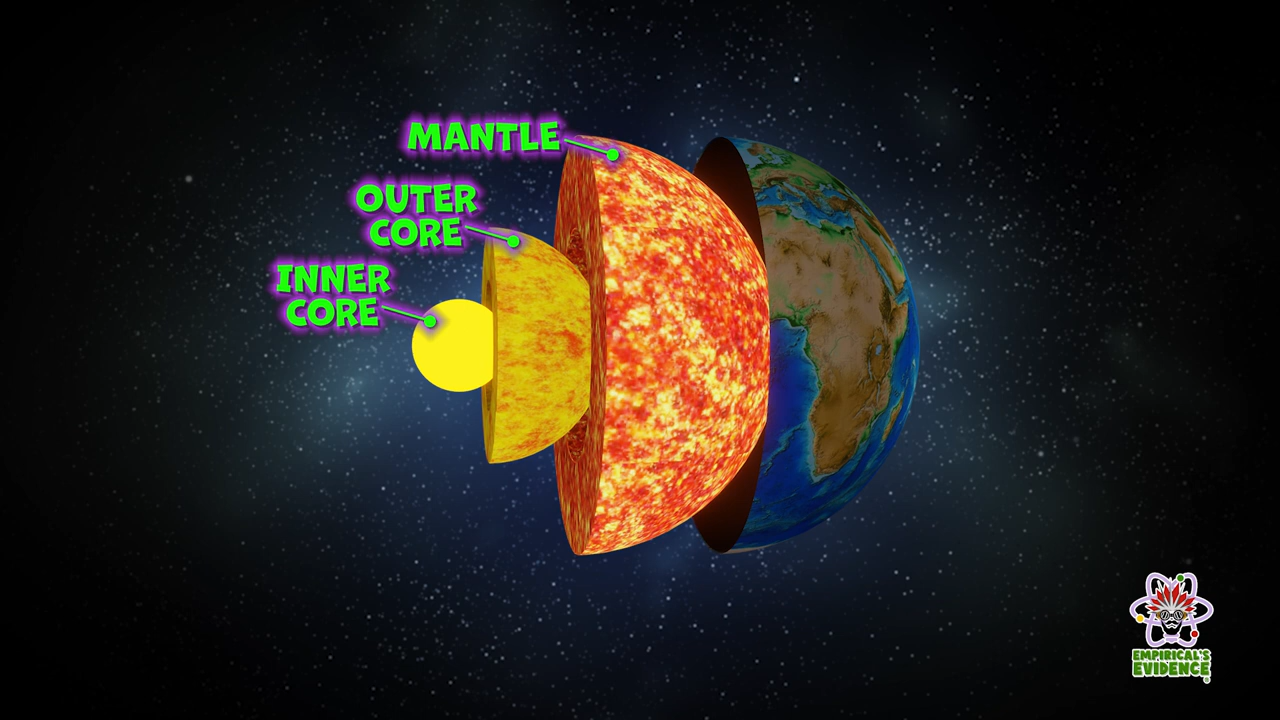 MANTLE
OUTER
CORE
INNER
CORE
EMPIRICAL'S
EVIDENCE